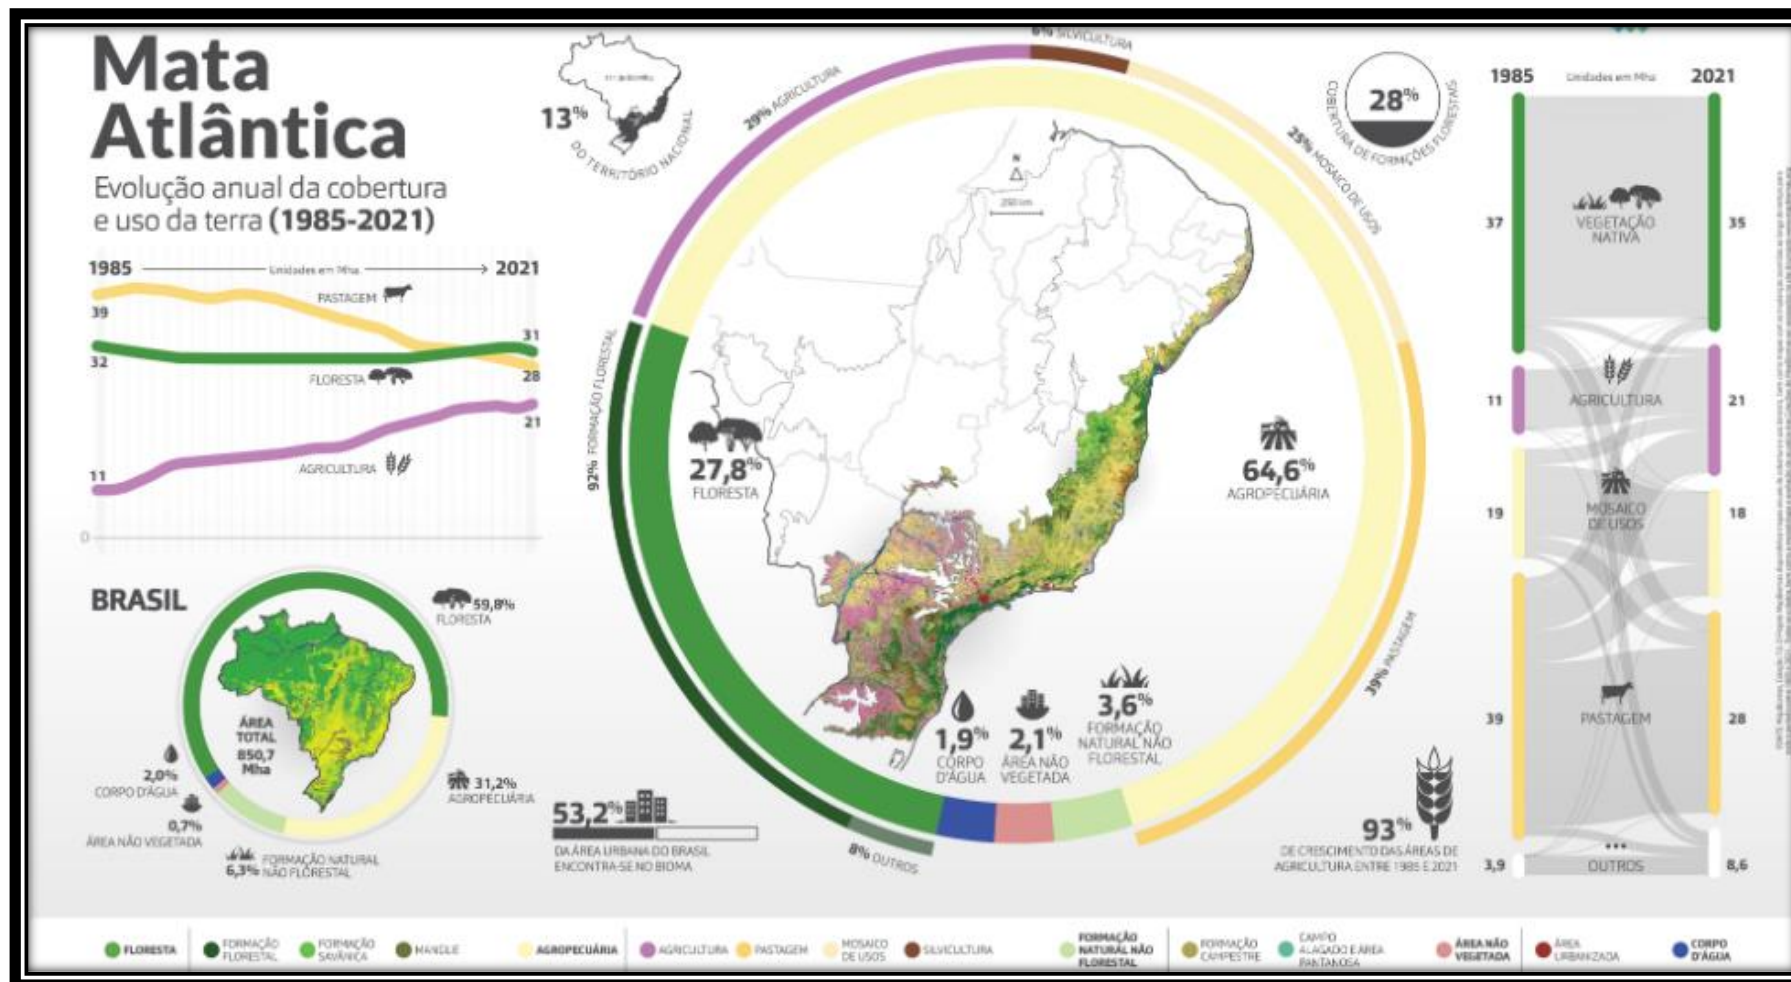 Mata
Atlântica
Evolução anual da cobertura
e uso da terra (1985-2021)
1985
Unidades em Mha
2021
PASTAGEM
39
31
32
FLORESTA
28
21
AGRICULTURA
11
0
BRASIL
59,8%
FLORESTA
ÁREA
TOTAL
850,7
Mha
2,0%
CORPO D'ÁGUA
31,2%
AGROPECUÁRIA
0,7%
ÁREA NÃO VEGETADA
FORMAÇÃO NATURAL
6,3% NÃO FLORESTAL
13%
DO TERRITÓRIO NACIONAL
6% SILVICULTURA
29% AGRICULTURA
25% MOSAICO DE USOS
28%
COBERTURA DE FORMÇÕES FLORESTAIS
N
250 km
92% FORMAÇÃO FLORESTAL
27,8%
FLORESTA
64,6%
AGROPECUÁRIA
39% PASTAGEM
1,9%
CORPO
D'ÁGUA
2,1%
ÁREA NÃO
VEGETADA
3,6%
FORMAÇÃO
NATURAL NÃO
FLORESTAL
8% OUTROS
53,2%
DA ÁREA URBANA DO BRASIL
ENCONTRA-SE NO BIOMA
93%
DE CRESCIMENTO DAS ÁREAS DE
AGRICULTURA ENTRE 1985 E 2021
1985
Unidades em Mha
2021
37
VEGETAÇÃO
NATIVA
35
11
AGRICULTURA
21
19
MOSAICO
DE USOS
18
39
PASTAGEM
28
3,9
OUTROS
8,6
FLORESTA
FORMAÇÃO
FLORESTAL
FORMAÇÃO
SAVÂNICA
MANGUE
AGROPECUÁRIA
AGRICULTURA
PASTAGEM
MOSAICO
DE USOS
SILVICULTURA
FORMAÇÃO
NATURAL NÃO
FLORESTAL
FORMAÇÃO
CAMPESTRE
CAMPO
ALAGADO E ÁREA
PANTANOSA
ÁREA NÃO
VEGETADA
ÁREA
URBANIZADA
CORPO
D'ÁGUA